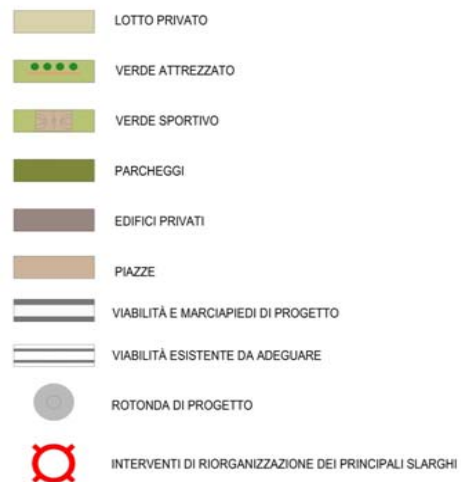 LOTTO PRIVATO
VERDE ATTREZZATO
VERDE SPORTIVO
PARCHEGGI
EDIFICI PRIVATI
PIAZZE
VIABILITÀ E MARCIAPIEDI DI PROGETTO
VIABILITÀ ESISTENTE DA ADEGUARE
ROTONDA DI PROGETTO
INTERVENTI DI RIORGANIZZAZIONE DEI PRINCIPALI SLARGHI